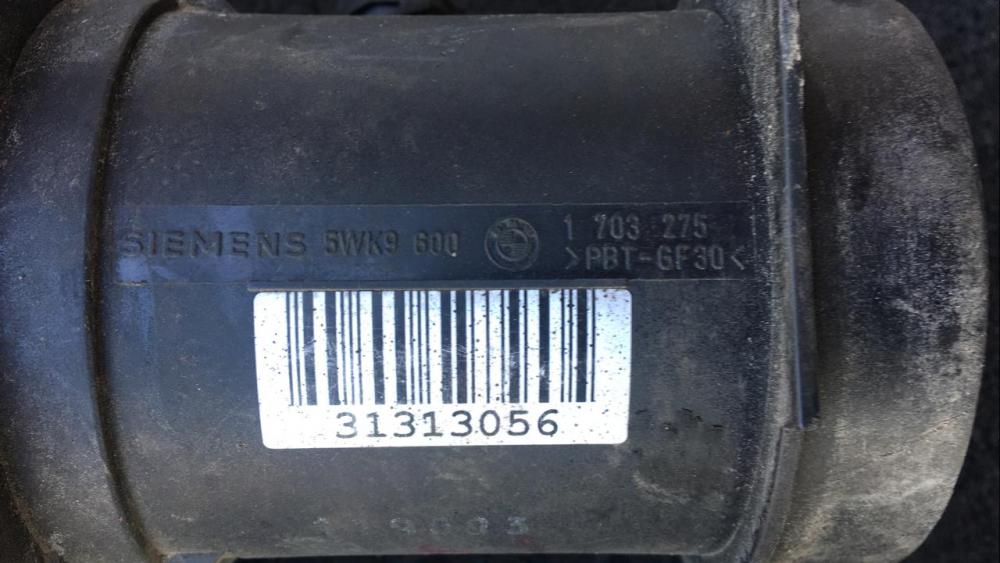 SIEMENS 5WK9 600 1 703 275
>PBT-GF30<
31313056